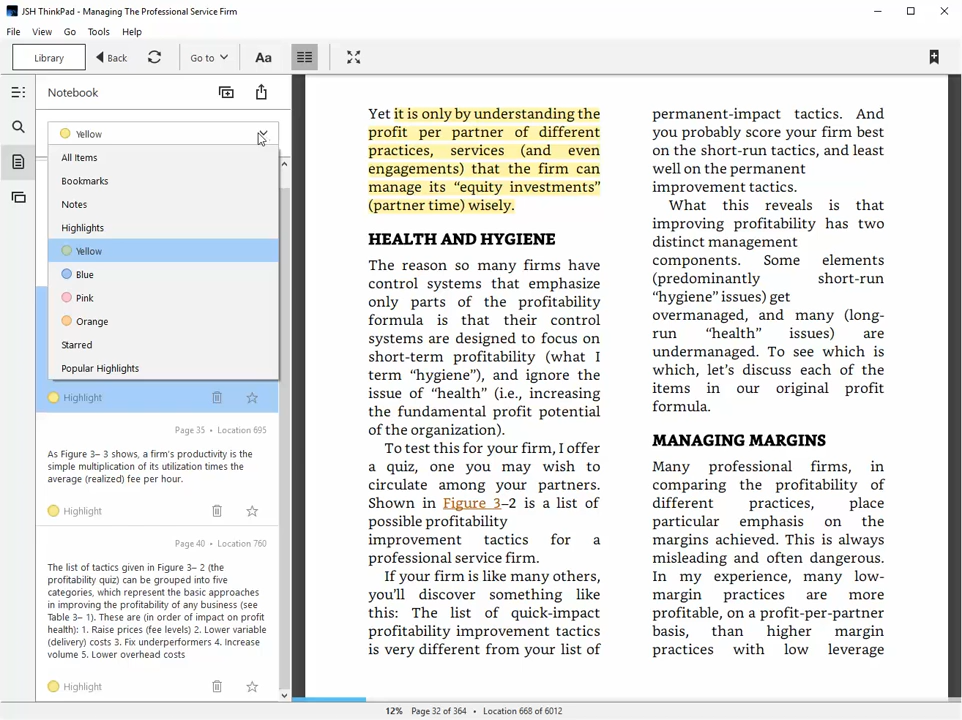 JSH ThinkPad - Managing The Professional Service Firm
File View Go Tools Help
Library Back Go to Aa
Notebook
Yellow
All Items
Bookmarks
Notes
Highlights
Yellow
Blue
Pink
Orange
Starred
Popular Highlights
Highlight
Page 35 • Location 695
As Figure 3– 3 shows, a firm's productivity is the
simple multiplication of its utilization times the
average (realized) fee per hour.
Highlight
Page 40 • Location 760
The list of tactics given in Figure 3– 2 (the
profitability quiz) can be grouped into five
categories, which represent the basic approaches
in improving the profitability of any business (see
Table 3– 1). These are (in order of impact on profit
health): 1. Raise prices (fee levels) 2. Lower variable
(delivery) costs 3. Fix underperformers 4. Increase
volume 5. Lower overhead costs
Highlight
Yet it is only by understanding the
profit per partner of different
practices, services (and even
engagements) that the firm can
manage its “equity investments”
(partner time) wisely.
HEALTH AND HYGIENE
The reason so many firms have
control systems that emphasize
only parts of the profitability
formula is that their control
systems are designed to focus on
short-term profitability (what I
term “hygiene”), and ignore the
issue of “health” (i.e., increasing
the fundamental profit potential
of the organization).
To test this for your firm, I offer
a quiz, one you may wish to
circulate among your partners.
Shown in Figure 3–2 is a list of
possible profitability
improvement tactics for a
professional service firm.
If your firm is like many others,
you’ll discover something like
this: The list of quick-impact
profitability improvement tactics
is very different from your list of
permanent-impact tactics. And
you probably score your firm best
on the short-run tactics, and least
well on the permanent
improvement tactics.
What this reveals is that
improving profitability has two
distinct management
components. Some elements
(predominantly short-run
“hygiene” issues) get
overmanaged, and many (long-
run “health” issues) are
undermanaged. To see which is
which, let’s discuss each of the
items in our original profit
formula.
MANAGING MARGINS
Many professional firms, in
comparing the profitability of
different practices, place
particular emphasis on the
margins achieved. This is always
misleading and often dangerous.
In my experience, many low-
margin practices are more
profitable, on a profit-per-partner
basis, than higher margin
practices with low leverage
12% Page 32 of 364 • Location 668 of 6012